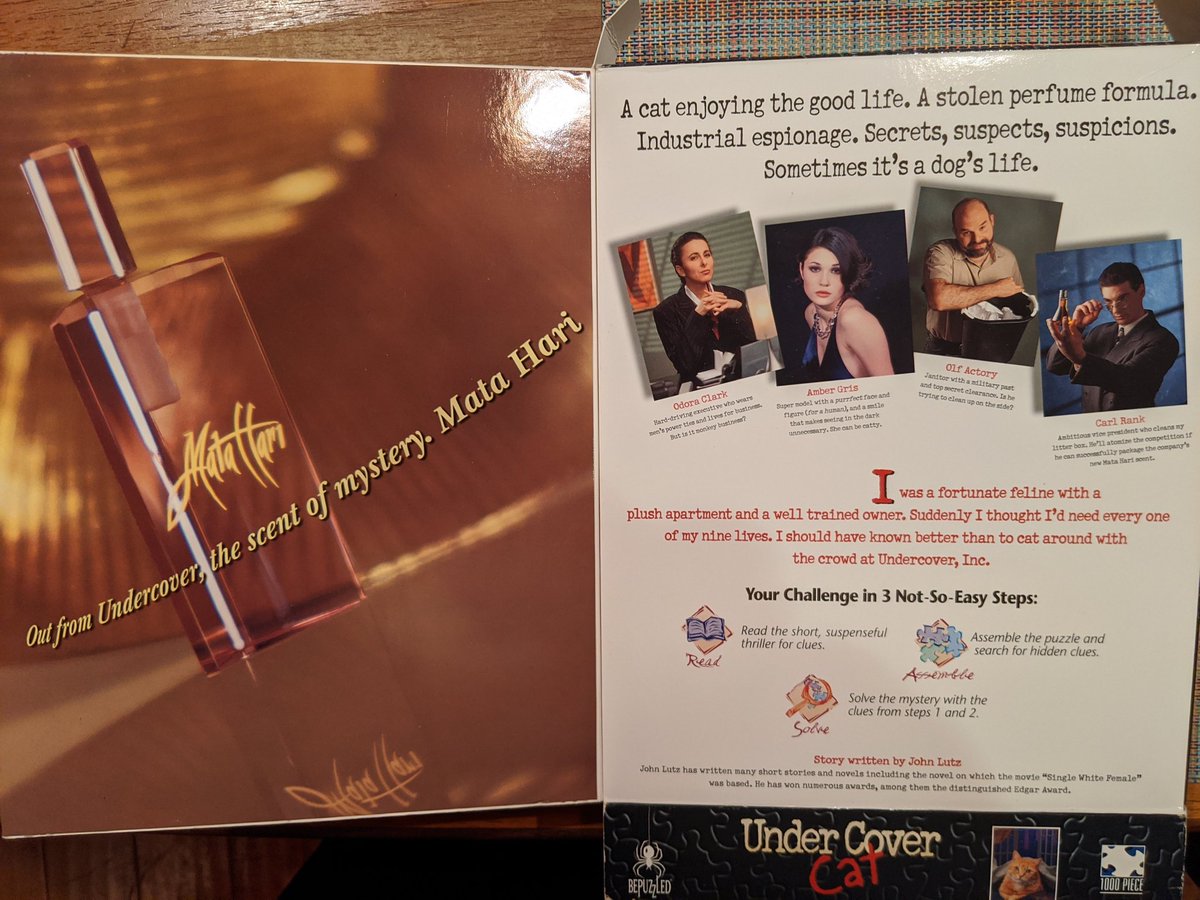 Mata Hari
Out from Undercover, the scent of mystery. Mata Hari
Mata Hari
A cat enjoying the good life. A stolen perfume formula.
Industrial espionage. Secrets, suspects, suspicions.
Sometimes it's a dog's life.
Odora Clark
Hard-driving executive who wears
men's power ties and lives for business.
But is it monkey business?
Amber Gris
Super model with a purrfect face and
figure (for a human), and a smile
that makes seeing in the dark
unnecessary. She can be catty.
Olf Actory
Janitor with a military past
and top secret clearance. Is he
trying to clean up on the side?
Carl Rank
Ambitious vice president who cleans my
litter box. He'll atomize the competition if
he can successfully package the company's
new Mata Hari scent.
I was a fortunate feline with a
plush apartment and a well trained owner. Suddenly I thought I'd need every one
of my nine lives. I should have known better than to cat around with
the crowd at Undercover, Inc.
Your Challenge in 3 Not-So-Easy Steps:
Read
Read the short, suspenseful
thriller for clues.
Assemble
Assemble the puzzle and
search for hidden clues.
Solve
Solve the mystery with the
clues from steps 1 and 2.
Story written by John Lutz
John Lutz has written many short stories and novels including the novel on which the movie "Single White Female"
was based. He has won numerous awards, among them the distinguished Edgar Award.
BEPUZZLED
Under Cover
Cat
1000 PIECE